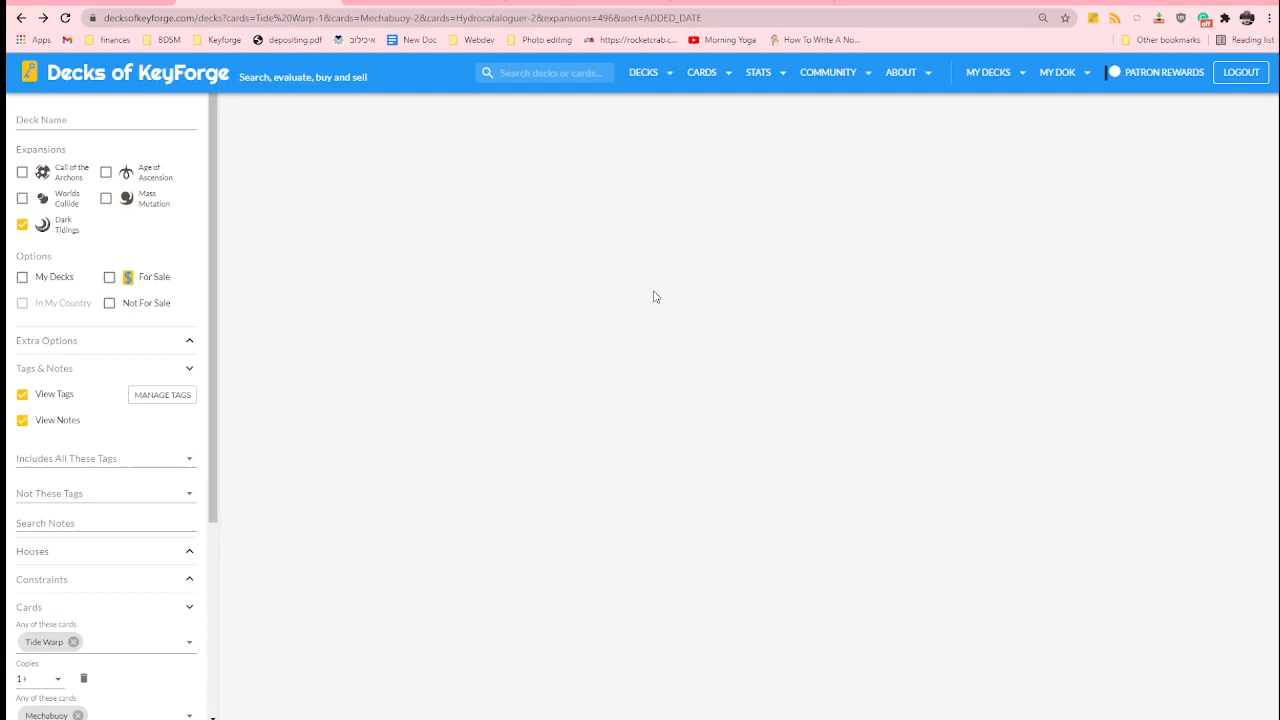 decksofkeyforge.com/decks?cards=Tide%20Warp-1&cards=Mechabuoy-2&cards=Hydrocataloguer-2&expansions=496&sort=ADDED_DATE
off
Apps
finances
BDSM
Keyforge
depositing.pdf
איכילוב
New Doc
Webdev
Photo editing
https://rocketcrab....
Morning Yoga
How To Write A No...
Other bookmarks
Reading list
Decks of KeyForge
Search, evaluate, buy and sell
Search decks or cards...
DECKS
CARDS
STATS
COMMUNITY
ABOUT
MY DECKS
MY DOK
PATRON REWARDS
LOGOUT
Deck Name
Expansions
Call of the
Archons
Age of
Ascension
Worlds
Collide
Mass
Mutation
Dark
Tidings
Options
My Decks
$
For Sale
In My Country
Not For Sale
Extra Options
Tags & Notes
View Tags
MANAGE TAGS
View Notes
Includes All These Tags
Not These Tags
Search Notes
Houses
Constraints
Cards
Any of these cards
Tide Warp
Copies
1+
Any of these cards
Mechabuoy